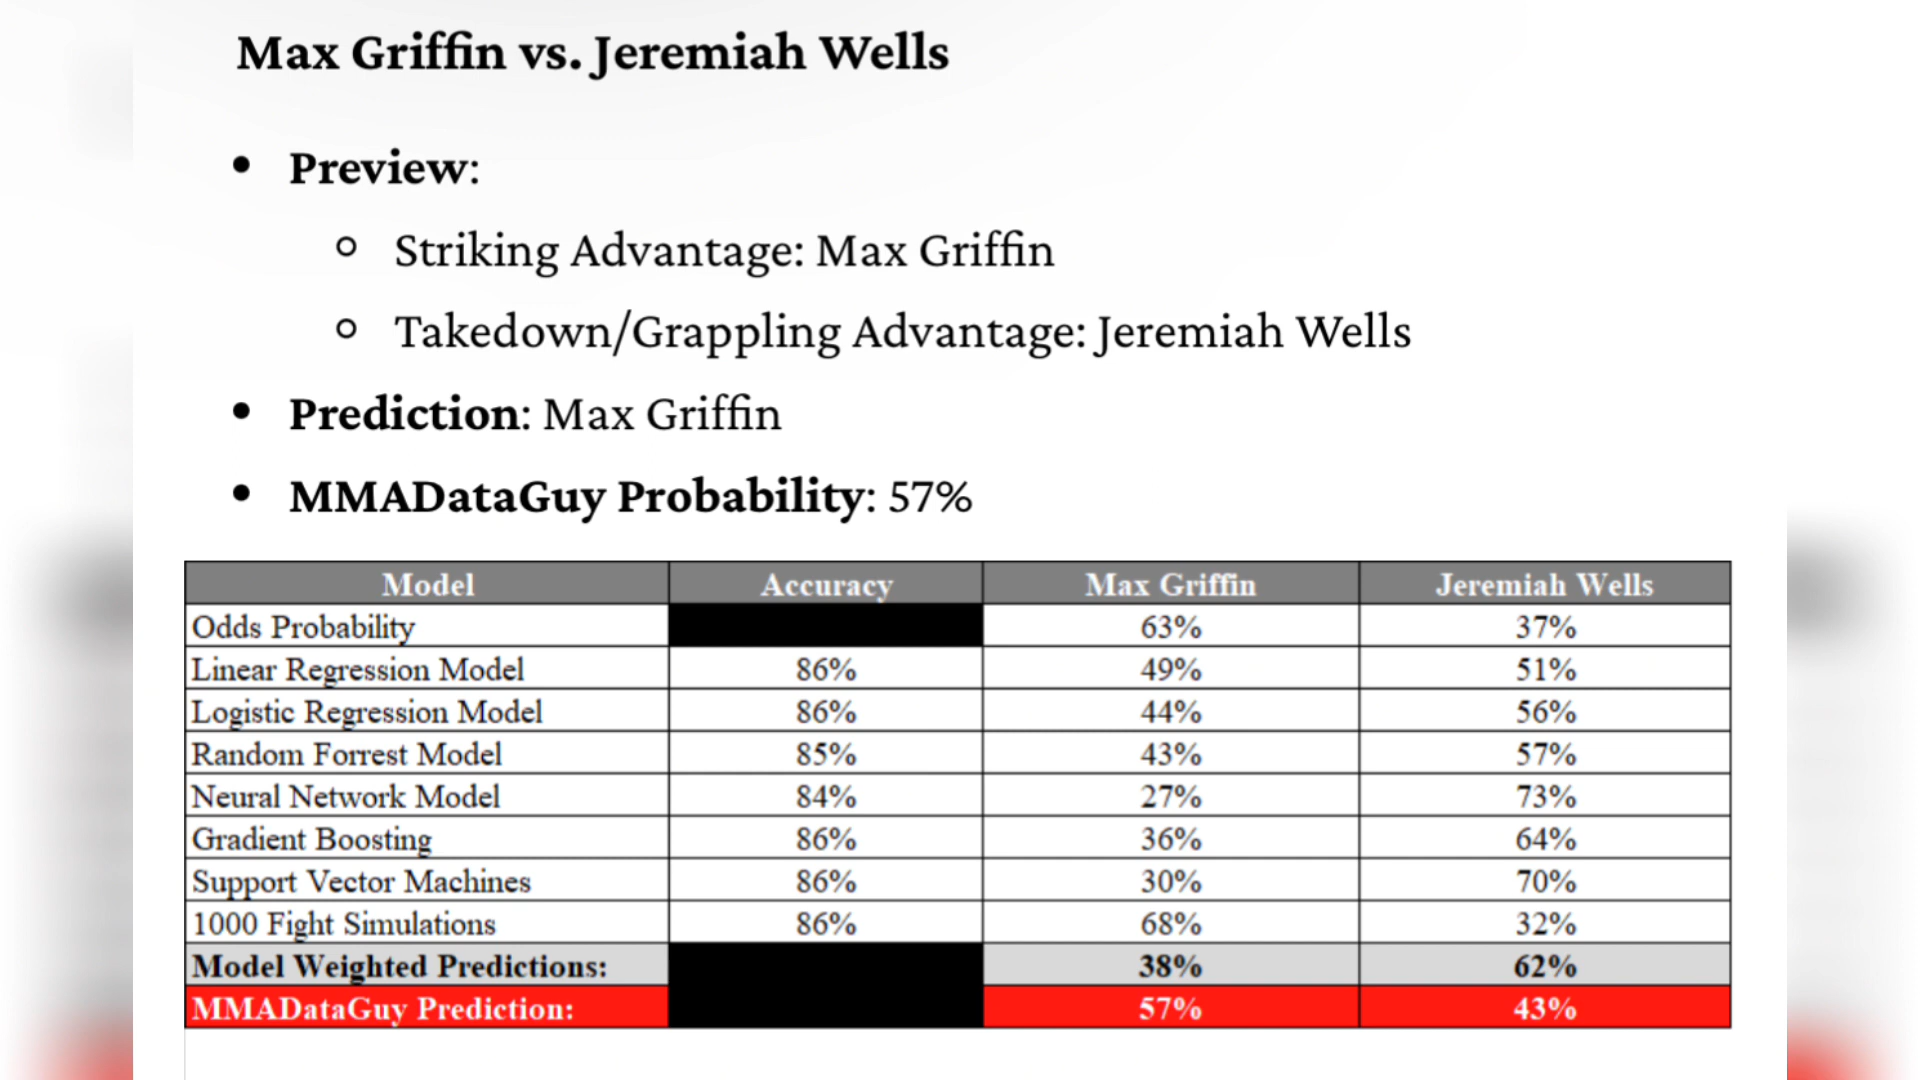 Max Griffin vs. Jeremiah Wells
• Preview:
○ Striking Advantage: Max Griffin
○ Takedown/Grappling Advantage: Jeremiah Wells
• Prediction: Max Griffin
• MMADataGuy Probability: 57%
Model Accuracy Max Griffin Jeremiah Wells
Odds Probability 63% 37%
Linear Regression Model 86% 49% 51%
Logistic Regression Model 86% 44% 56%
Random Forrest Model 85% 43% 57%
Neural Network Model 84% 27% 73%
Gradient Boosting 86% 36% 64%
Support Vector Machines 86% 30% 70%
1000 Fight Simulations 86% 68% 32%
Model Weighted Predictions: 38% 62%
MMADataGuy Prediction: 57% 43%